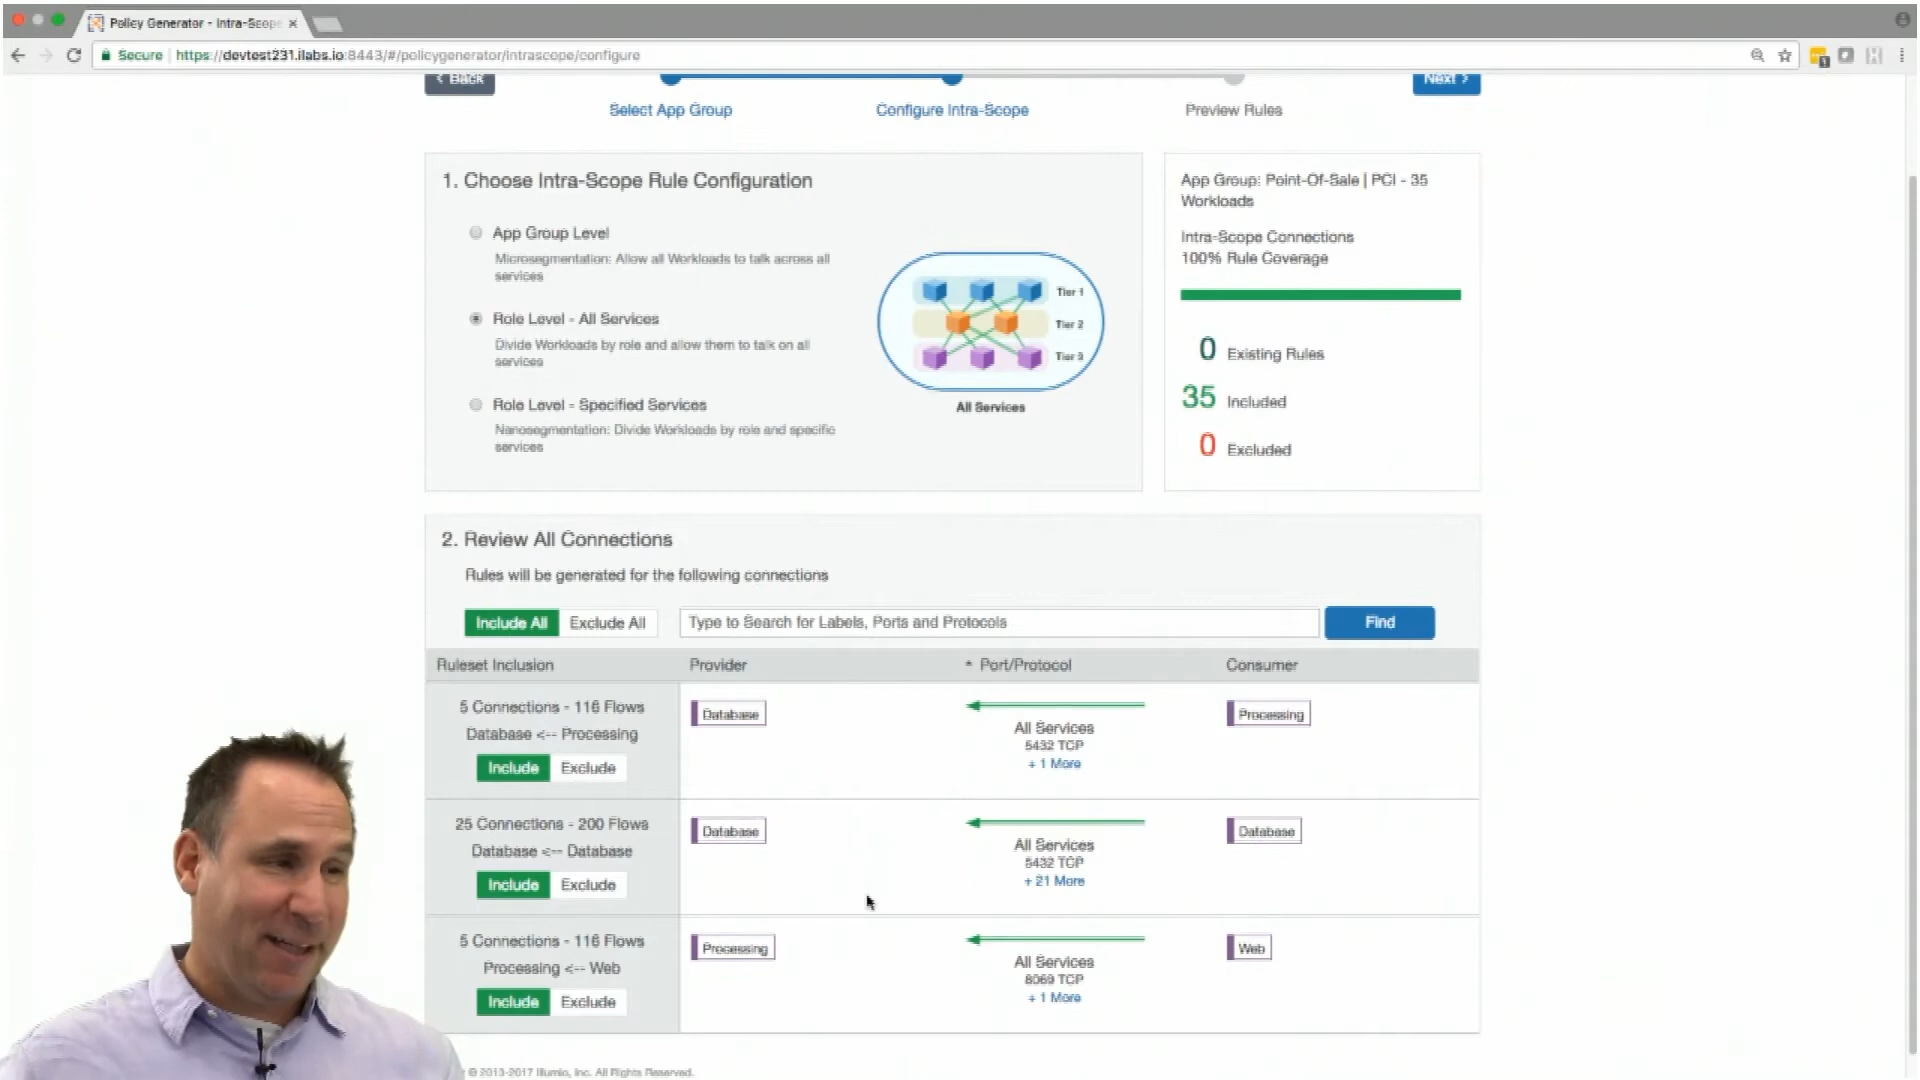 Policy Generator - Intra-Scope
Secure | https://devtest231.ilabs.io:8443/#/policygenerator/intrascope/configure
1
< Back
Next >
Select App Group
Configure Intra-Scope
Preview Rules
1. Choose Intra-Scope Rule Configuration
App Group Level
Microsegmentation: Allow all Workloads to talk across all
services
Role Level - All Services
Divide Workloads by role and allow them to talk on all
services
Role Level - Specified Services
Nanosegmentation: Divide Workloads by role and specific
services
Tier 1
Tier 2
Tier 3
All Services
App Group: Point-Of-Sale | PCI - 35
Workloads
Intra-Scope Connections
100% Rule Coverage
0 Existing Rules
35 Included
0 Excluded
2. Review All Connections
Rules will be generated for the following connections
Include All Exclude All Type to Search for Labels, Ports and Protocols Find
Ruleset Inclusion Provider Port/Protocol Consumer
5 Connections - 116 Flows
Database <-- Processing
Include Exclude
Database
All Services
5432 TCP
+ 1 More
Processing
25 Connections - 200 Flows
Database <-- Database
Include Exclude
Database
All Services
5432 TCP
+ 21 More
Database
5 Connections - 116 Flows
Processing <-- Web
Include Exclude
Processing
All Services
8069 TCP
+ 1 More
Web
© 2013-2017 Illumio, Inc. All Rights Reserved.